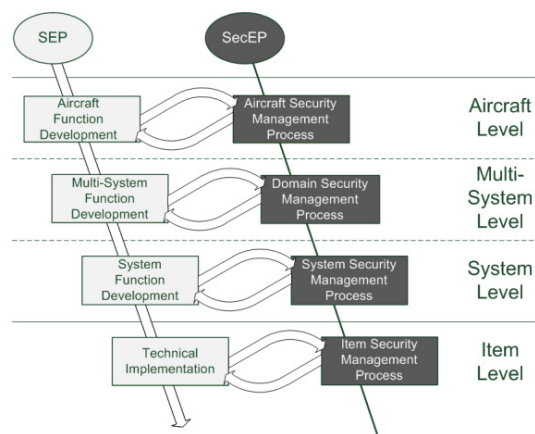 SEP
SecEP
Aircraft
Function
Development
Aircraft Security
Management
Process
Aircraft
Level
Multi-System
Function
Development
Domain Security
Management
Process
Multi-
System
Level
System
Function
Development
System Security
Management
Process
System
Level
Technical
Implementation
Item Security
Management
Process
Item
Level